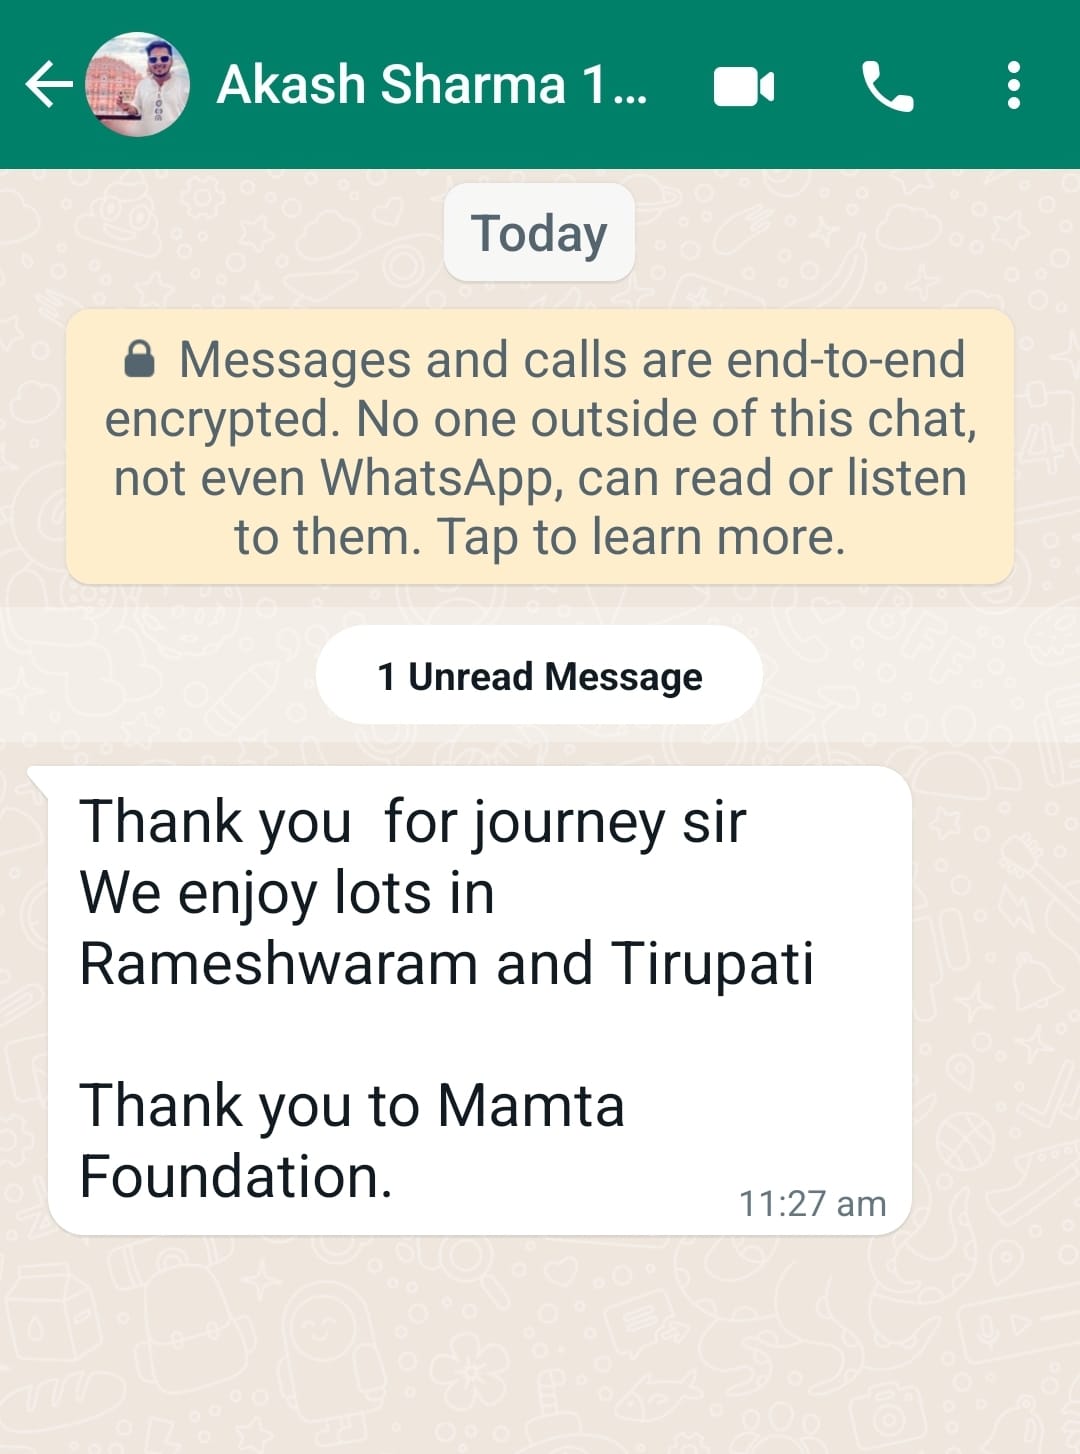 Akash Sharma 1...
Today
Messages and calls are end-to-end
encrypted. No one outside of this chat,
not even WhatsApp, can read or listen
to them. Tap to learn more.
1 Unread Message
Thank you  for journey sir
We enjoy lots in
Rameshwaram and Tirupati
Thank you to Mamta
Foundation.
11:27 am